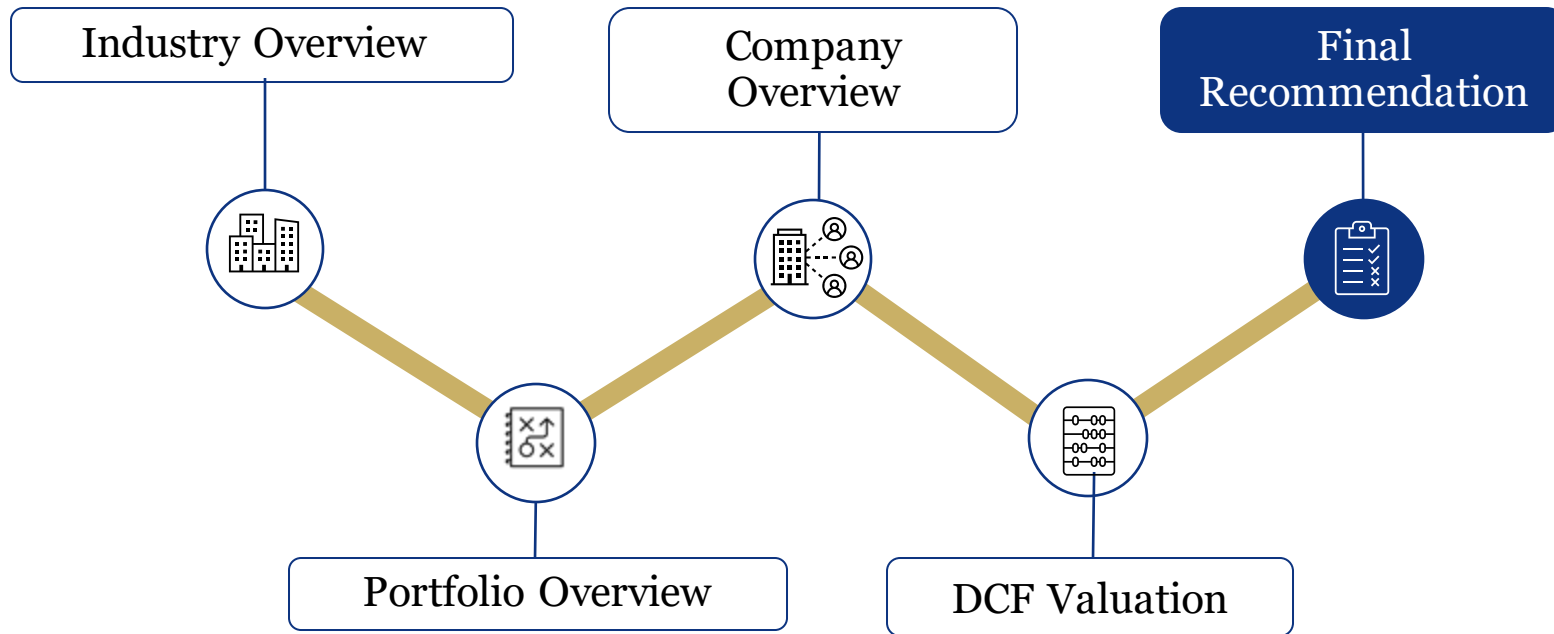 Industry Overview
Company
Overview
Final
Recommendation
Portfolio Overview
DCF Valuation